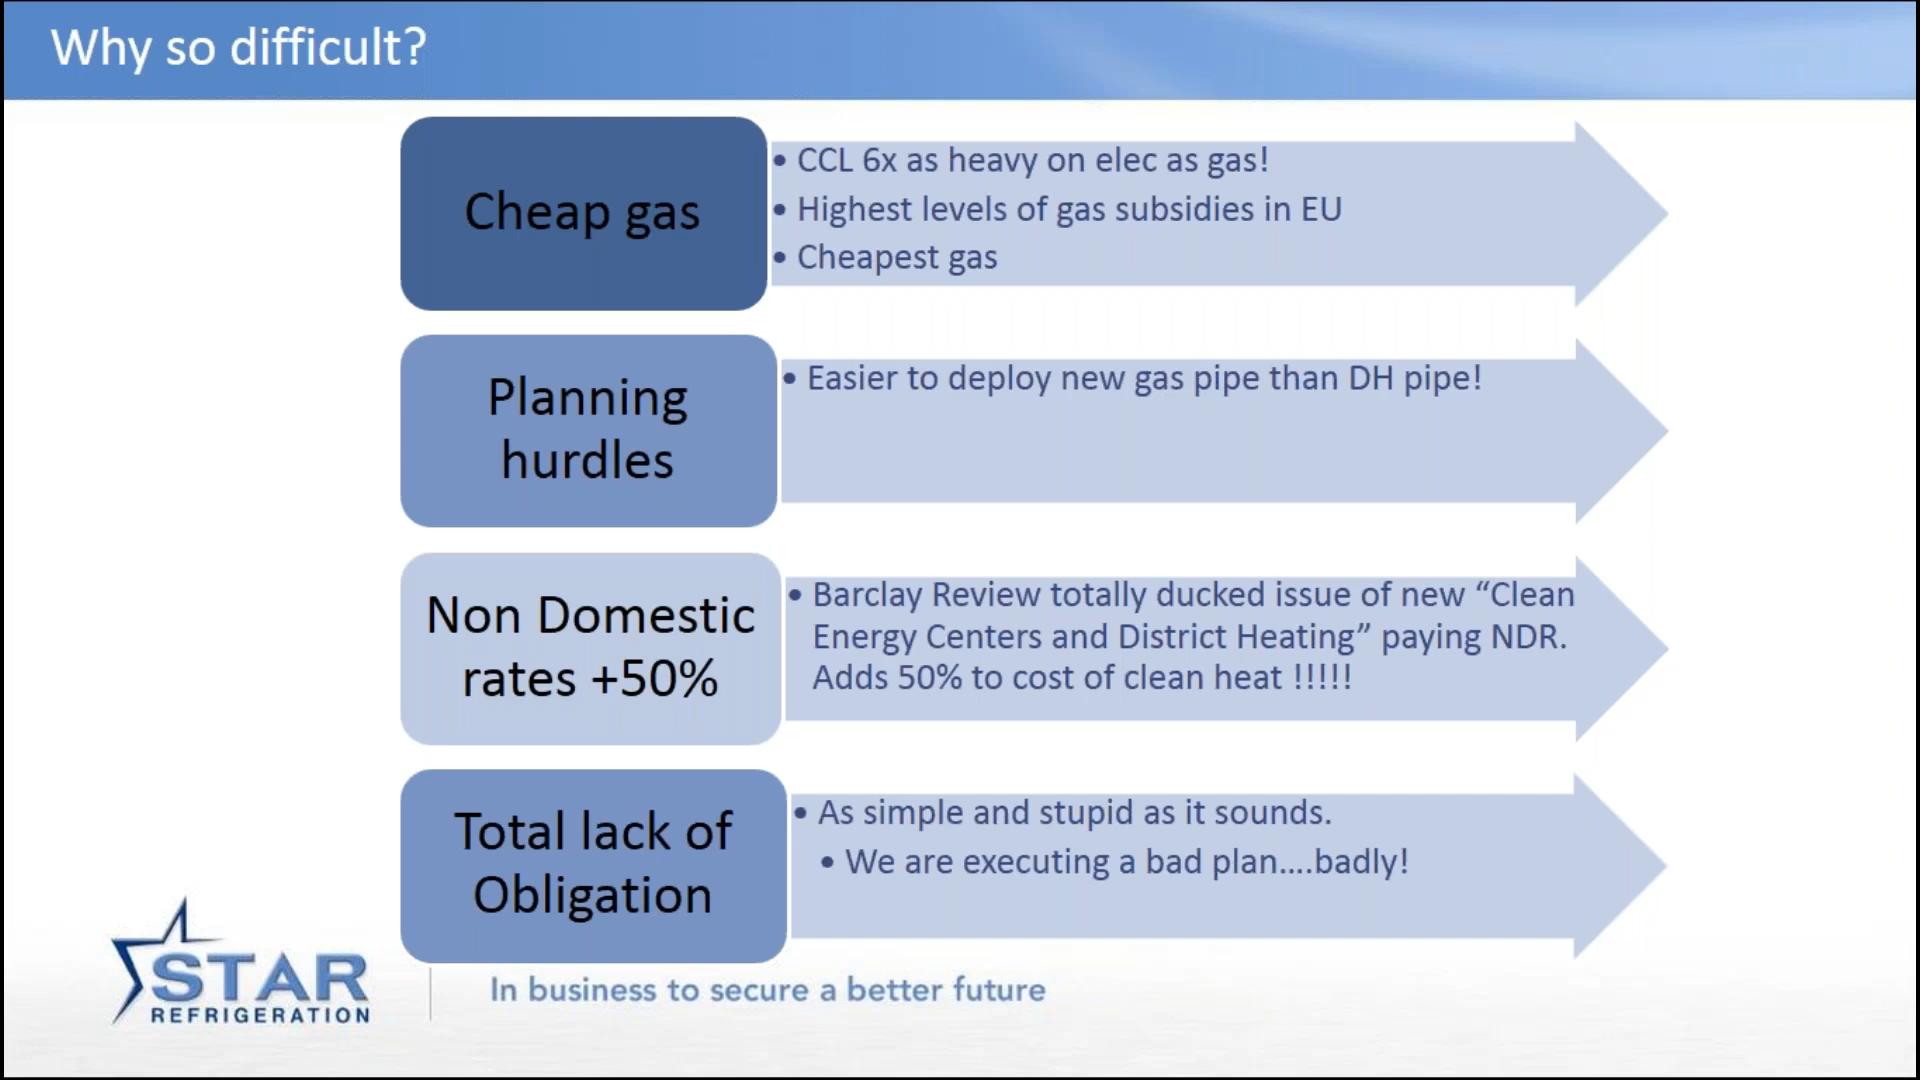 Why so difficult?
Cheap gas
• CCL 6x as heavy on elec as gas!
• Highest levels of gas subsidies in EU
• Cheapest gas
Planning
hurdles
• Easier to deploy new gas pipe than DH pipe!
Non Domestic
rates +50%
• Barclay Review totally ducked issue of new “Clean
Energy Centers and District Heating” paying NDR.
Adds 50% to cost of clean heat !!!!!
Total lack of
Obligation
• As simple and stupid as it sounds.
• We are executing a bad plan….badly!
STAR
REFRIGERATION
In business to secure a better future